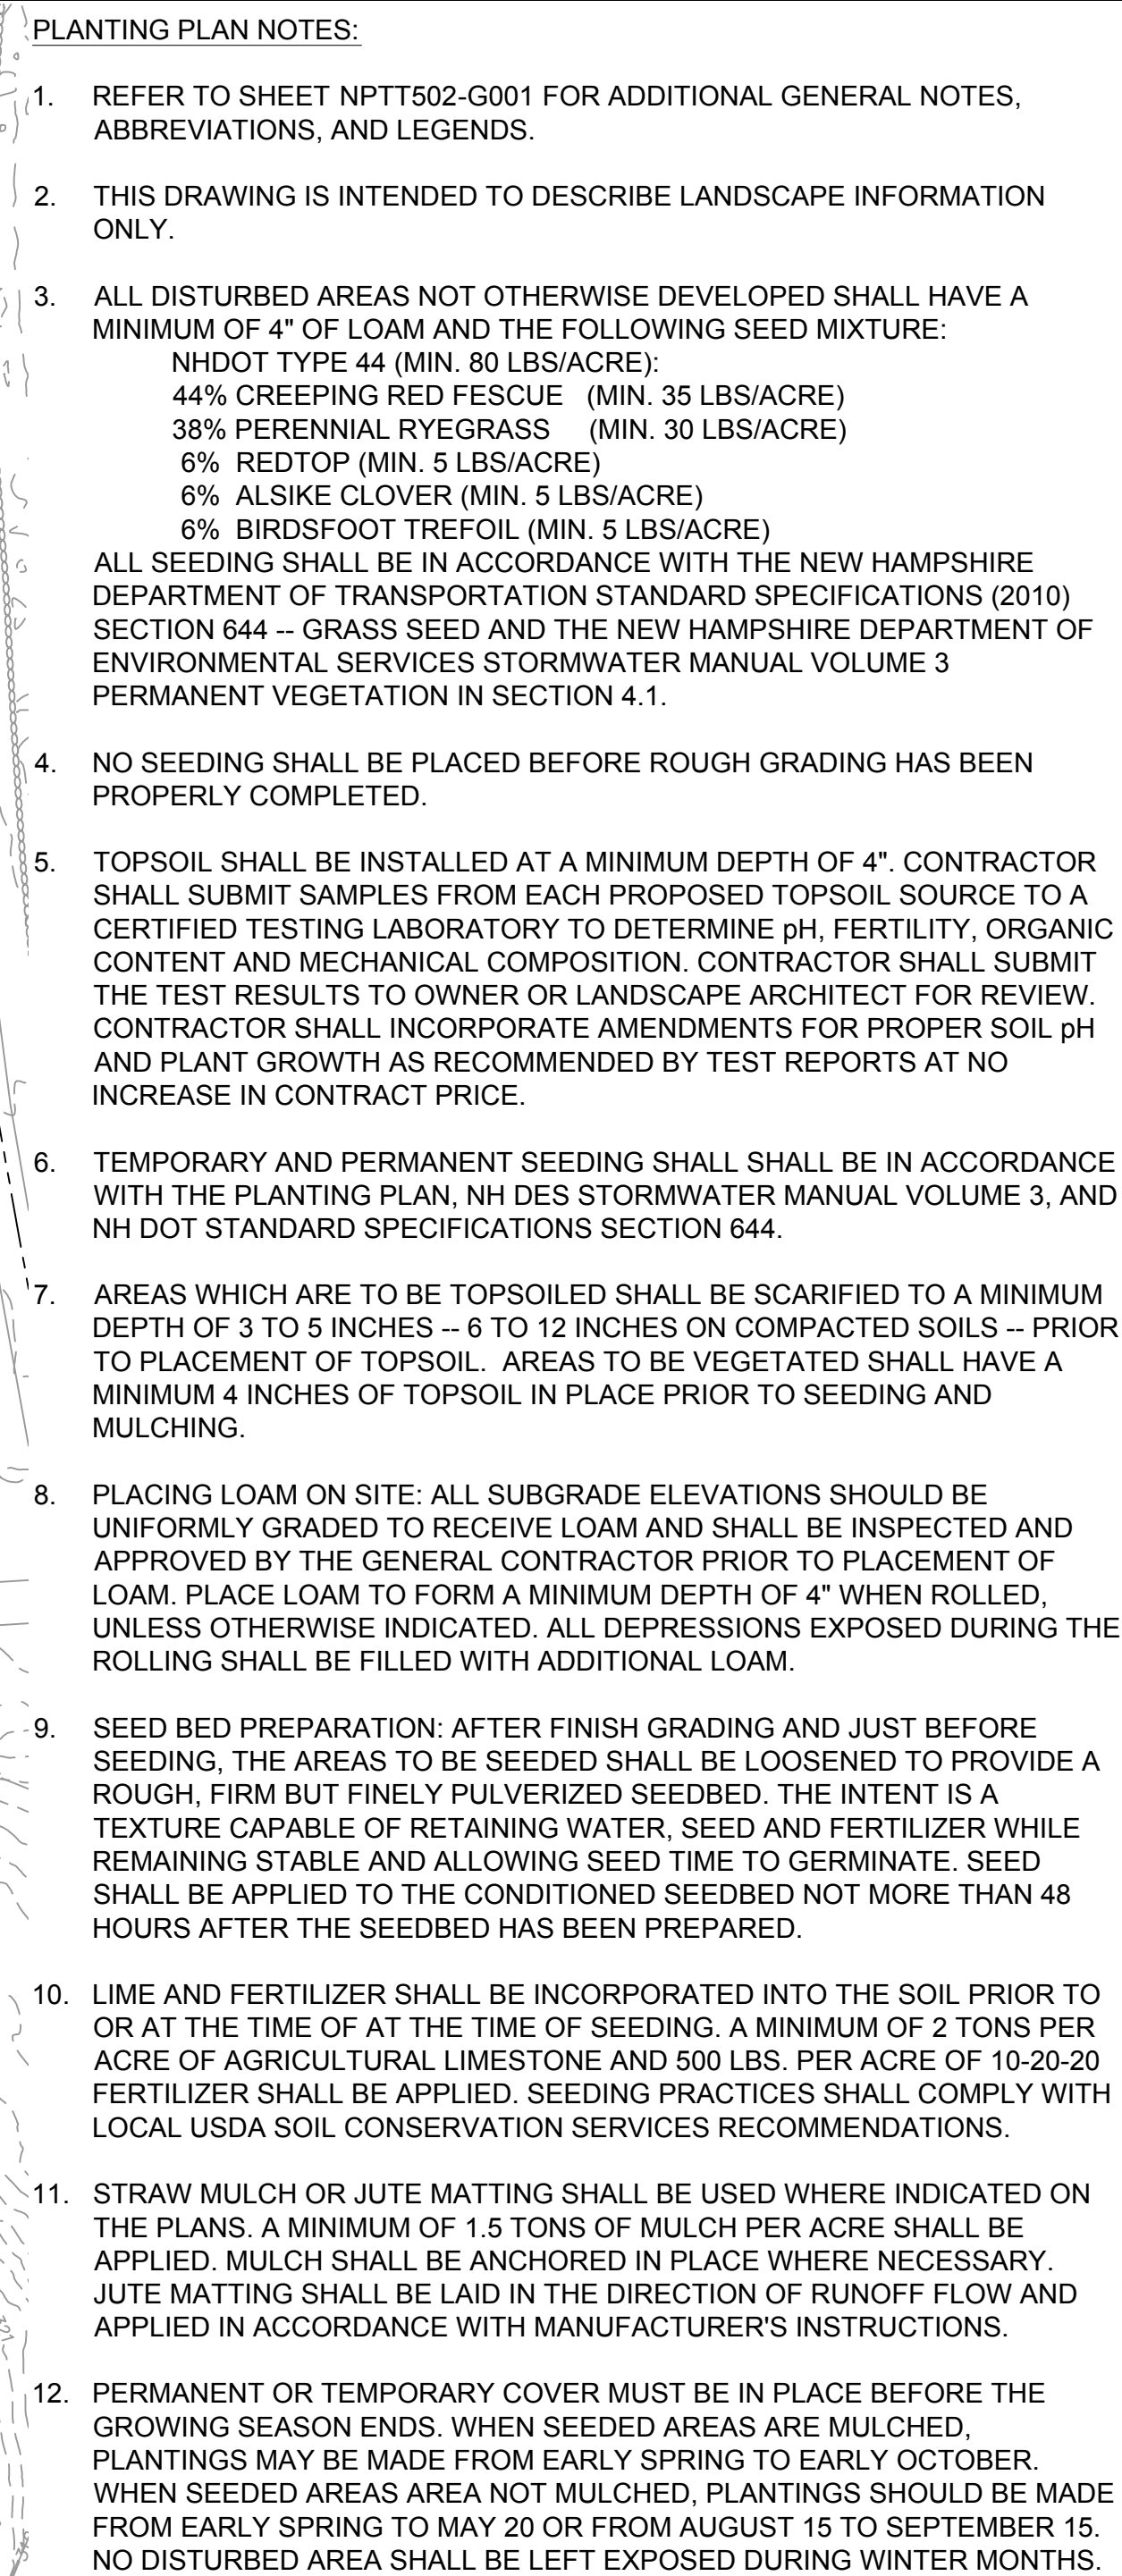 PLANTING PLAN NOTES:
1. REFER TO SHEET NPTT502-G001 FOR ADDITIONAL GENERAL NOTES,
ABBREVIATIONS, AND LEGENDS.
2. THIS DRAWING IS INTENDED TO DESCRIBE LANDSCAPE INFORMATION
ONLY.
3. ALL DISTURBED AREAS NOT OTHERWISE DEVELOPED SHALL HAVE A
MINIMUM OF 4" OF LOAM AND THE FOLLOWING SEED MIXTURE:
NHDOT TYPE 44 (MIN. 80 LBS/ACRE):
44% CREEPING RED FESCUE (MIN. 35 LBS/ACRE)
38% PERENNIAL RYEGRASS (MIN. 30 LBS/ACRE)
6% REDTOP (MIN. 5 LBS/ACRE)
6% ALSIKE CLOVER (MIN. 5 LBS/ACRE)
6% BIRDSFOOT TREFOIL (MIN. 5 LBS/ACRE)
ALL SEEDING SHALL BE IN ACCORDANCE WITH THE NEW HAMPSHIRE
DEPARTMENT OF TRANSPORTATION STANDARD SPECIFICATIONS (2010)
SECTION 644 -- GRASS SEED AND THE NEW HAMPSHIRE DEPARTMENT OF
ENVIRONMENTAL SERVICES STORMWATER MANUAL VOLUME 3
PERMANENT VEGETATION IN SECTION 4.1.
4. NO SEEDING SHALL BE PLACED BEFORE ROUGH GRADING HAS BEEN
PROPERLY COMPLETED.
5. TOPSOIL SHALL BE INSTALLED AT A MINIMUM DEPTH OF 4". CONTRACTOR
SHALL SUBMIT SAMPLES FROM EACH PROPOSED TOPSOIL SOURCE TO A
CERTIFIED TESTING LABORATORY TO DETERMINE pH, FERTILITY, ORGANIC
CONTENT AND MECHANICAL COMPOSITION. CONTRACTOR SHALL SUBMIT
THE TEST RESULTS TO OWNER OR LANDSCAPE ARCHITECT FOR REVIEW.
CONTRACTOR SHALL INCORPORATE AMENDMENTS FOR PROPER SOIL pH
AND PLANT GROWTH AS RECOMMENDED BY TEST REPORTS AT NO
INCREASE IN CONTRACT PRICE.
6. TEMPORARY AND PERMANENT SEEDING SHALL SHALL BE IN ACCORDANCE
WITH THE PLANTING PLAN, NH DES STORMWATER MANUAL VOLUME 3, AND
NH DOT STANDARD SPECIFICATIONS SECTION 644.
7. AREAS WHICH ARE TO BE TOPSOILED SHALL BE SCARIFIED TO A MINIMUM
DEPTH OF 3 TO 5 INCHES -- 6 TO 12 INCHES ON COMPACTED SOILS -- PRIOR
TO PLACEMENT OF TOPSOIL. AREAS TO BE VEGETATED SHALL HAVE A
MINIMUM 4 INCHES OF TOPSOIL IN PLACE PRIOR TO SEEDING AND
MULCHING.
8. PLACING LOAM ON SITE: ALL SUBGRADE ELEVATIONS SHOULD BE
UNIFORMLY GRADED TO RECEIVE LOAM AND SHALL BE INSPECTED AND
APPROVED BY THE GENERAL CONTRACTOR PRIOR TO PLACEMENT OF
LOAM. PLACE LOAM TO FORM A MINIMUM DEPTH OF 4" WHEN ROLLED,
UNLESS OTHERWISE INDICATED. ALL DEPRESSIONS EXPOSED DURING THE
ROLLING SHALL BE FILLED WITH ADDITIONAL LOAM.
9. SEED BED PREPARATION: AFTER FINISH GRADING AND JUST BEFORE
SEEDING, THE AREAS TO BE SEEDED SHALL BE LOOSENED TO PROVIDE A
ROUGH, FIRM BUT FINELY PULVERIZED SEEDBED. THE INTENT IS A
TEXTURE CAPABLE OF RETAINING WATER, SEED AND FERTILIZER WHILE
REMAINING STABLE AND ALLOWING SEED TIME TO GERMINATE. SEED
SHALL BE APPLIED TO THE CONDITIONED SEEDBED NOT MORE THAN 48
HOURS AFTER THE SEEDBED HAS BEEN PREPARED.
10. LIME AND FERTILIZER SHALL BE INCORPORATED INTO THE SOIL PRIOR TO
OR AT THE TIME OF AT THE TIME OF SEEDING. A MINIMUM OF 2 TONS PER
ACRE OF AGRICULTURAL LIMESTONE AND 500 LBS. PER ACRE OF 10-20-20
FERTILIZER SHALL BE APPLIED. SEEDING PRACTICES SHALL COMPLY WITH
LOCAL USDA SOIL CONSERVATION SERVICES RECOMMENDATIONS.
11. STRAW MULCH OR JUTE MATTING SHALL BE USED WHERE INDICATED ON
THE PLANS. A MINIMUM OF 1.5 TONS OF MULCH PER ACRE SHALL BE
APPLIED. MULCH SHALL BE ANCHORED IN PLACE WHERE NECESSARY.
JUTE MATTING SHALL BE LAID IN THE DIRECTION OF RUNOFF FLOW AND
APPLIED IN ACCORDANCE WITH MANUFACTURER'S INSTRUCTIONS.
12. PERMANENT OR TEMPORARY COVER MUST BE IN PLACE BEFORE THE
GROWING SEASON ENDS. WHEN SEEDED AREAS ARE MULCHED,
PLANTINGS MAY BE MADE FROM EARLY SPRING TO EARLY OCTOBER.
WHEN SEEDED AREAS AREA NOT MULCHED, PLANTINGS SHOULD BE MADE
FROM EARLY SPRING TO MAY 20 OR FROM AUGUST 15 TO SEPTEMBER 15.
NO DISTURBED AREA SHALL BE LEFT EXPOSED DURING WINTER MONTHS.